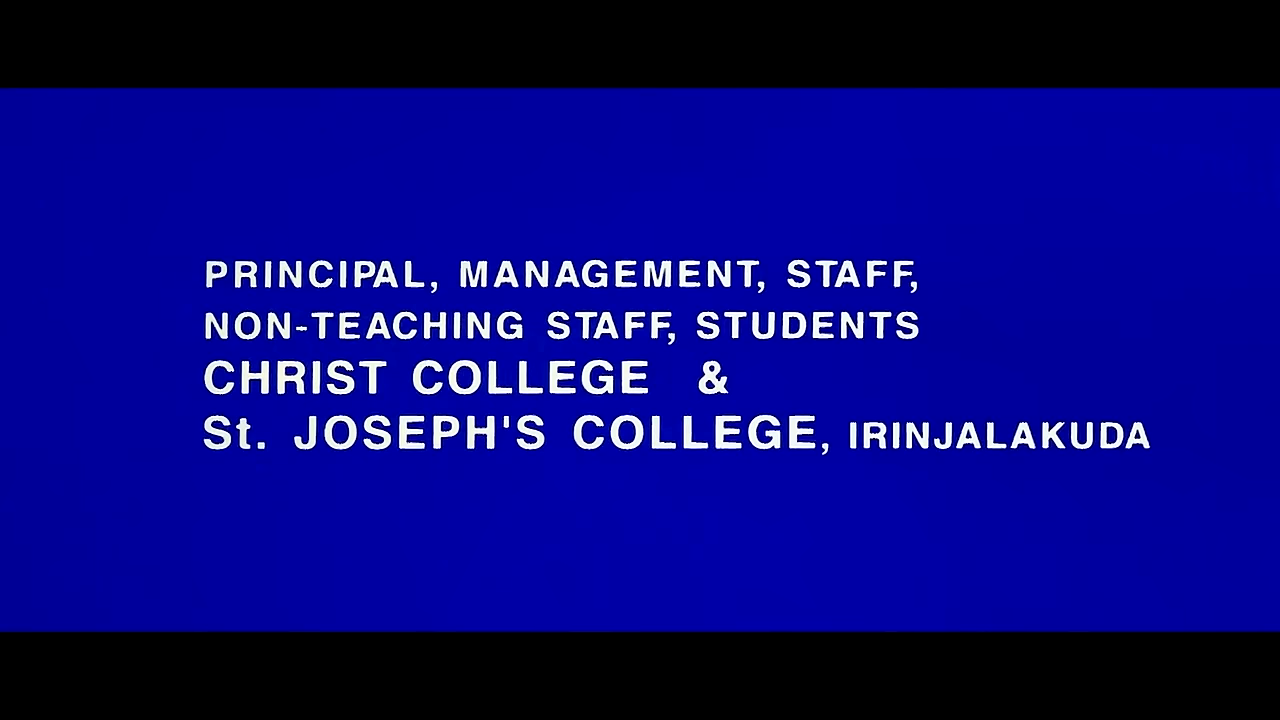 PRINCIPAL, MANAGEMENT, STAFF,
NON-TEACHING STAFF, STUDENTS
CHRIST COLLEGE &
St. JOSEPH'S COLLEGE, IRINJALAKUDA